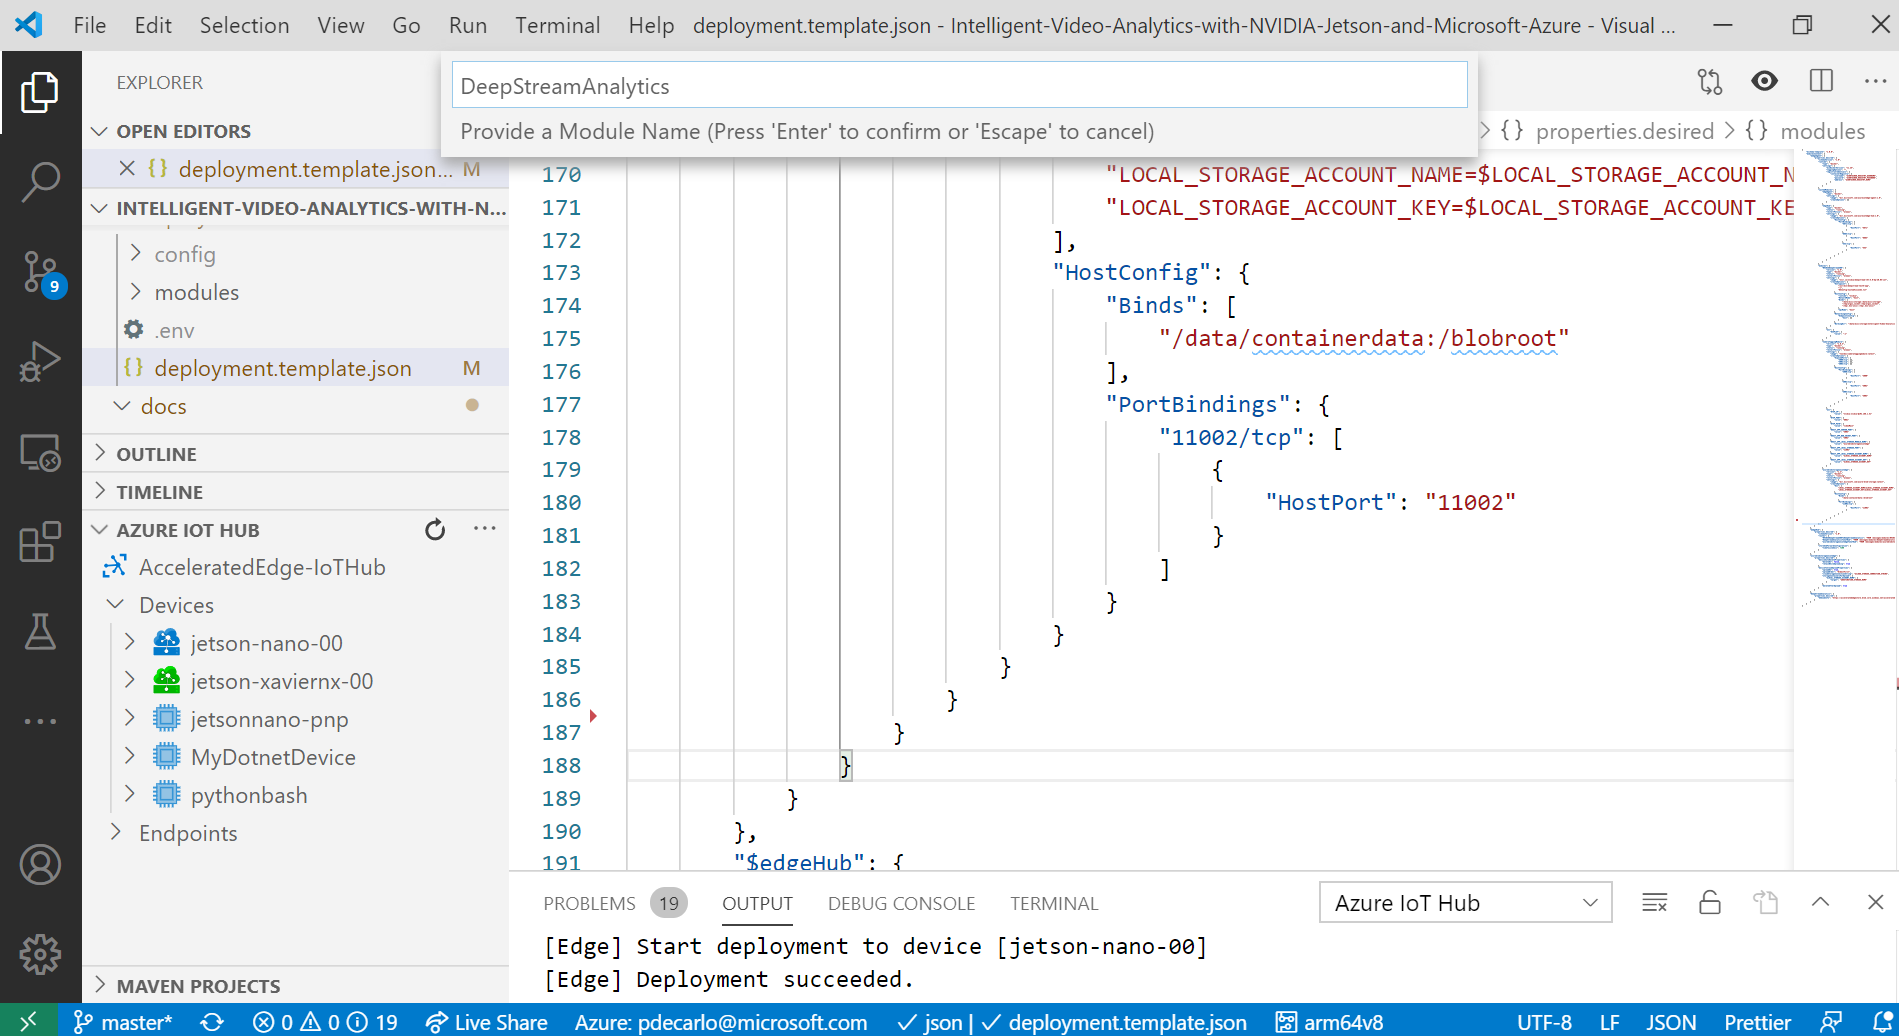 File Edit Selection View Go Run Terminal Help deployment.template.json - Intelligent-Video-Analytics-with-NVIDIA-Jetson-and-Microsoft-Azure - Visual ...
EXPLORER
OPEN EDITORS
{} deployment.template.json... M
INTELLIGENT-VIDEO-ANALYTICS-WITH-N...
config
modules
.env
{} deployment.template.json M
docs
OUTLINE
TIMELINE
AZURE IOT HUB
AcceleratedEdge-IoTHub
Devices
jetson-nano-00
jetson-xaviernx-00
jetsonnano-pnp
MyDotnetDevice
pythonbash
Endpoints
MAVEN PROJECTS
9
DeepStreamAnalytics
Provide a Module Name (Press 'Enter' to confirm or 'Escape' to cancel)
{} properties.desired > {} modules
170 "LOCAL_STORAGE_ACCOUNT_NAME=$LOCAL_STORAGE_ACCOUNT_N
171 "LOCAL_STORAGE_ACCOUNT_KEY=$LOCAL_STORAGE_ACCOUNT_KE
172 ],
173 "HostConfig": {
174 "Binds": [
175 "/data/containerdata:/blobroot"
176 ],
177 "PortBindings": {
178 "11002/tcp": [
179 {
180 "HostPort": "11002"
181 }
182 ]
183 }
184 }
185 }
186 }
187 }
188 }
189 }
190 },
191 "$edgeHub": {
PROBLEMS 19 OUTPUT DEBUG CONSOLE TERMINAL Azure IoT Hub
[Edge] Start deployment to device [jetson-nano-00]
[Edge] Deployment succeeded.
master* 0 0 19 Live Share Azure: pdecarlo@microsoft.com ✓ json | ✓ deployment.template.json arm64v8 UTF-8 LF JSON Prettier